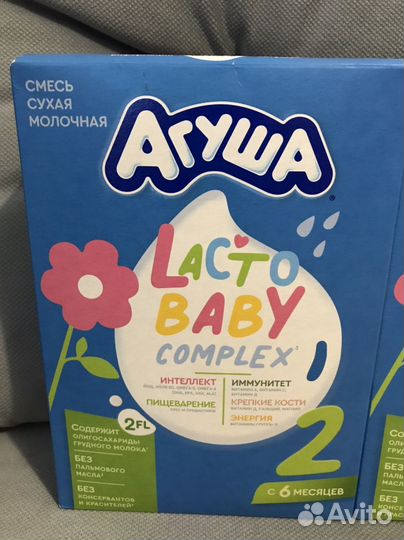 СМЕСЬ
СУХАЯ
МОЛОЧНАЯ
АГУША
LACTO
BABY
COMPLEX
ИНТЕЛЛЕКТ
ИММУНИТЕТ
ВИТАМИН Д
ПИЩЕВАРЕНИЕ
КРЕПКИЕ КОСТИ
ЭНЕРГИЯ
СОДЕРЖИТ 2FL
ОЛИГОСАХАРИДЫ
ГРУДНОГО МОЛОКА
БЕЗ
ПАЛЬМОВОГО
МАСЛА
БЕЗ
КОНСЕРВАНТОВ
И КРАСИТЕЛЕЙ
2
С 6 МЕСЯЦЕВ
Avito